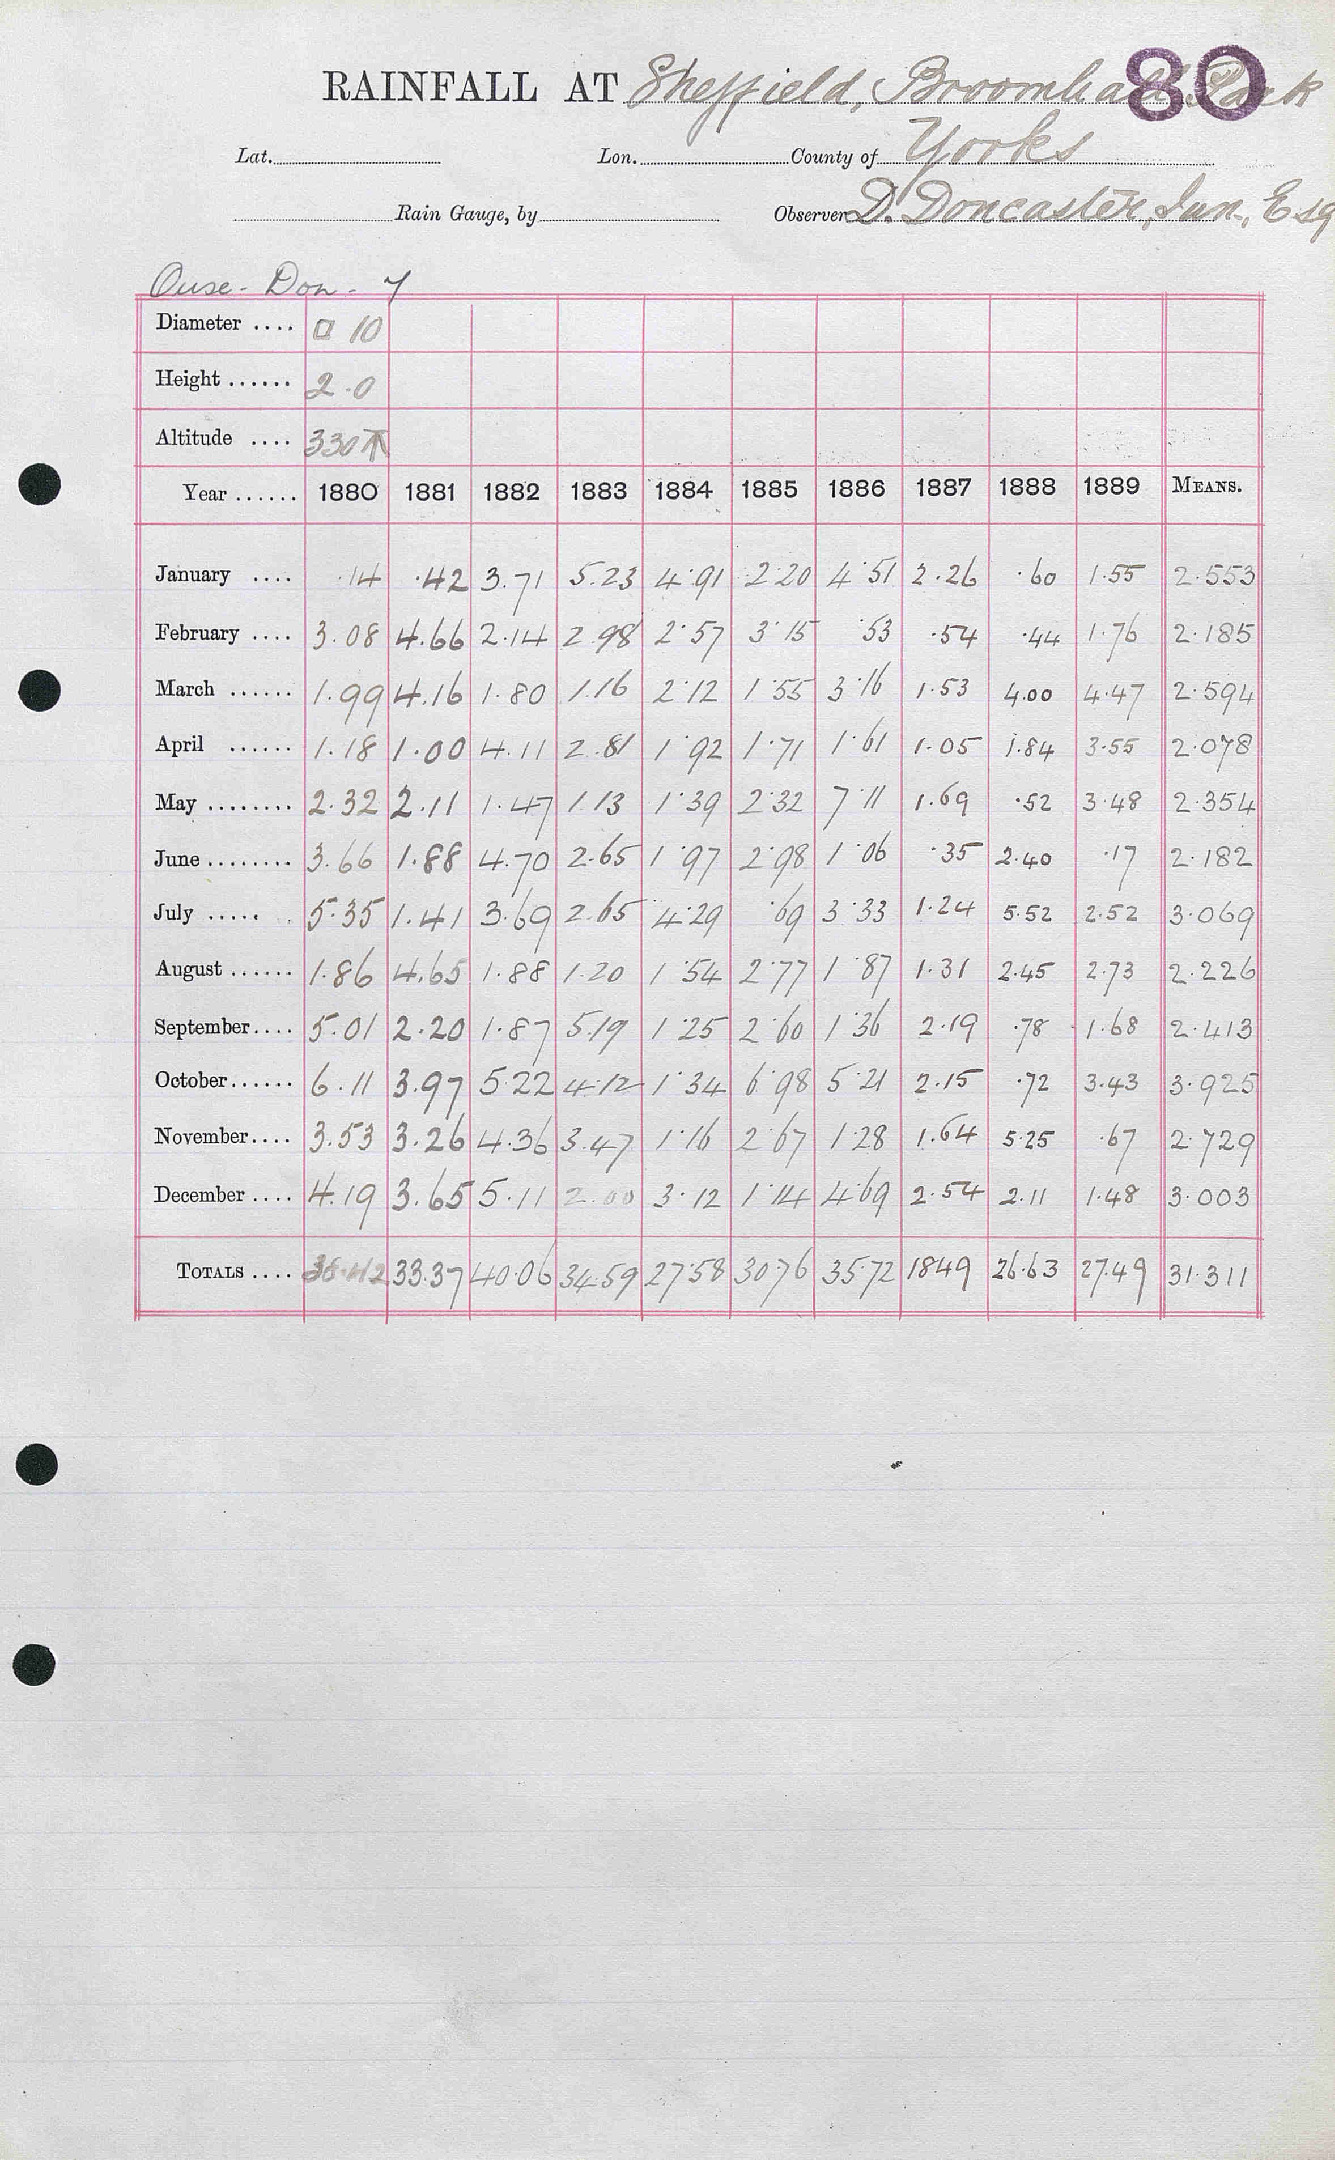 80
RAINFALL AT Sheffield, Broomhall Park
Lat. Lon. County of Yorks
Rain Gauge, by Observer D. Doncaster, Jun., Esq
Ouse - Don - 7
Diameter .... □ 10
Height ...... 2.0
Altitude .... 330
Year ...... 1880 1881 1882 1883 1884 1885 1886 1887 1888 1889 MEANS.
January .... .14 .42 3.71 5.23 4.91 2.20 4.51 2.26 .60 1.55 2.553
February .... 3.08 4.66 2.14 2.98 2.57 3.15 .53 .54 .44 1.76 2.185
March ...... 1.99 4.16 1.80 1.16 2.12 1.55 3.16 1.53 4.00 4.47 2.594
April ...... 1.18 1.00 4.11 2.81 1.92 1.71 1.61 1.05 1.84 3.55 2.078
May ........ 2.32 2.11 1.47 1.13 1.39 2.32 7.11 1.69 .52 3.48 2.354
June ........ 3.66 1.88 4.70 2.65 1.97 2.98 1.06 .35 2.40 .17 2.182
July ..... . 5.35 1.41 3.69 2.65 4.29 .69 3.33 1.24 5.52 2.52 3.069
August ...... 1.86 4.65 1.88 1.20 1.54 2.77 1.87 1.31 2.45 2.73 2.226
September.... 5.01 2.20 1.87 5.19 1.25 2.60 1.36 2.19 .78 1.68 2.413
October...... 6.11 3.97 5.22 4.12 1.34 6.98 5.21 2.15 .72 3.43 3.925
November.... 3.53 3.26 4.36 3.47 1.16 2.67 1.28 1.64 5.25 .67 2.729
December .... 4.19 3.65 5.11 2.00 3.12 1.14 4.69 2.54 2.11 1.48 3.003
TOTALS .... 38.42 33.37 40.06 34.59 27.58 30.76 35.72 18.49 26.63 27.49 31.311